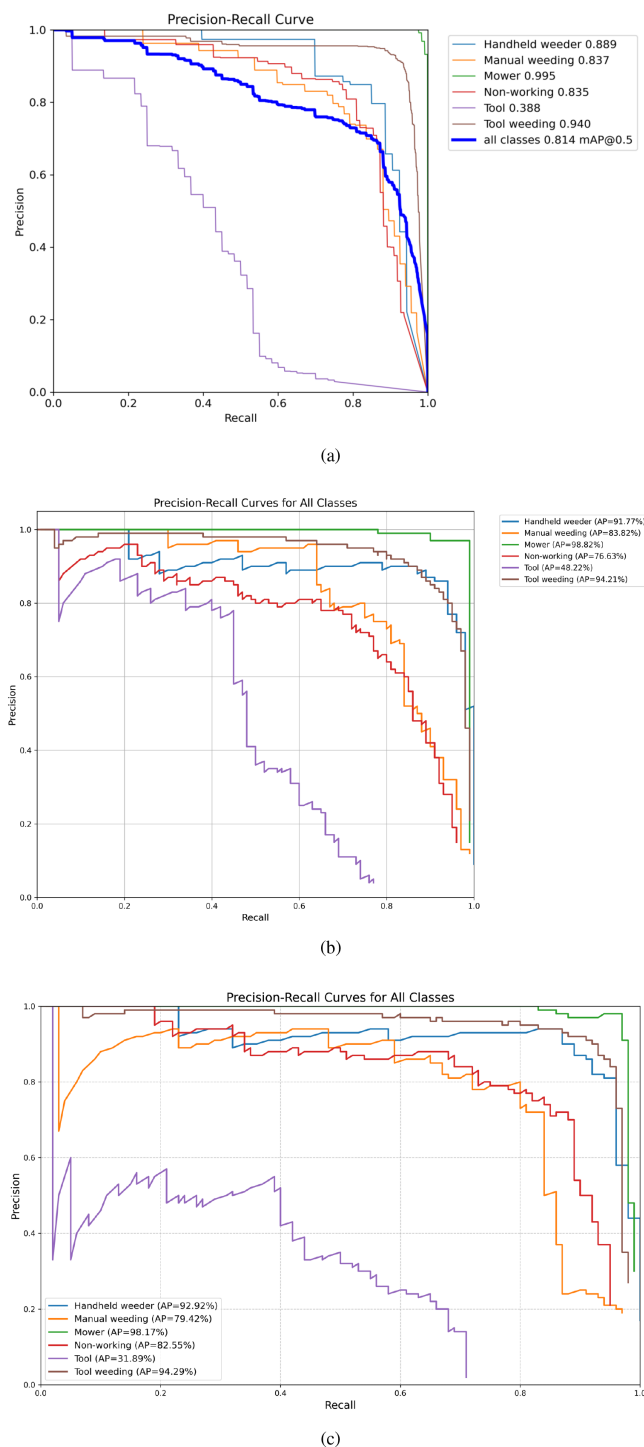 Precision-Recall Curve
1.0
0.8
0.6
0.4
0.2
0.0
Precision
0.0 0.2 0.4 0.6 0.8 1.0
Recall
Handheld weeder 0.889
Manual weeding 0.837
Mower 0.995
Non-working 0.835
Tool 0.388
Tool weeding 0.940
all classes 0.814 mAP@0.5
(a)
Precision-Recall Curves for All Classes
1.0
0.8
0.6
0.4
0.2
0.0
Precision
0.0 0.2 0.4 0.6 0.8 1.0
Recall
Handheld weeder (AP=91.77%)
Manual weeding (AP=83.82%)
Mower (AP=98.82%)
Non-working (AP=76.63%)
Tool (AP=48.22%)
Tool weeding (AP=94.21%)
(b)
Precision-Recall Curves for All Classes
1.0
0.8
0.6
0.4
0.2
0.0
Precision
Handheld weeder (AP=92.92%)
Manual weeding (AP=79.42%)
Mower (AP=98.17%)
Non-working (AP=82.55%)
Tool (AP=31.89%)
Tool weeding (AP=94.29%)
0.0 0.2 0.4 0.6 0.8 1.0
Recall
(c)